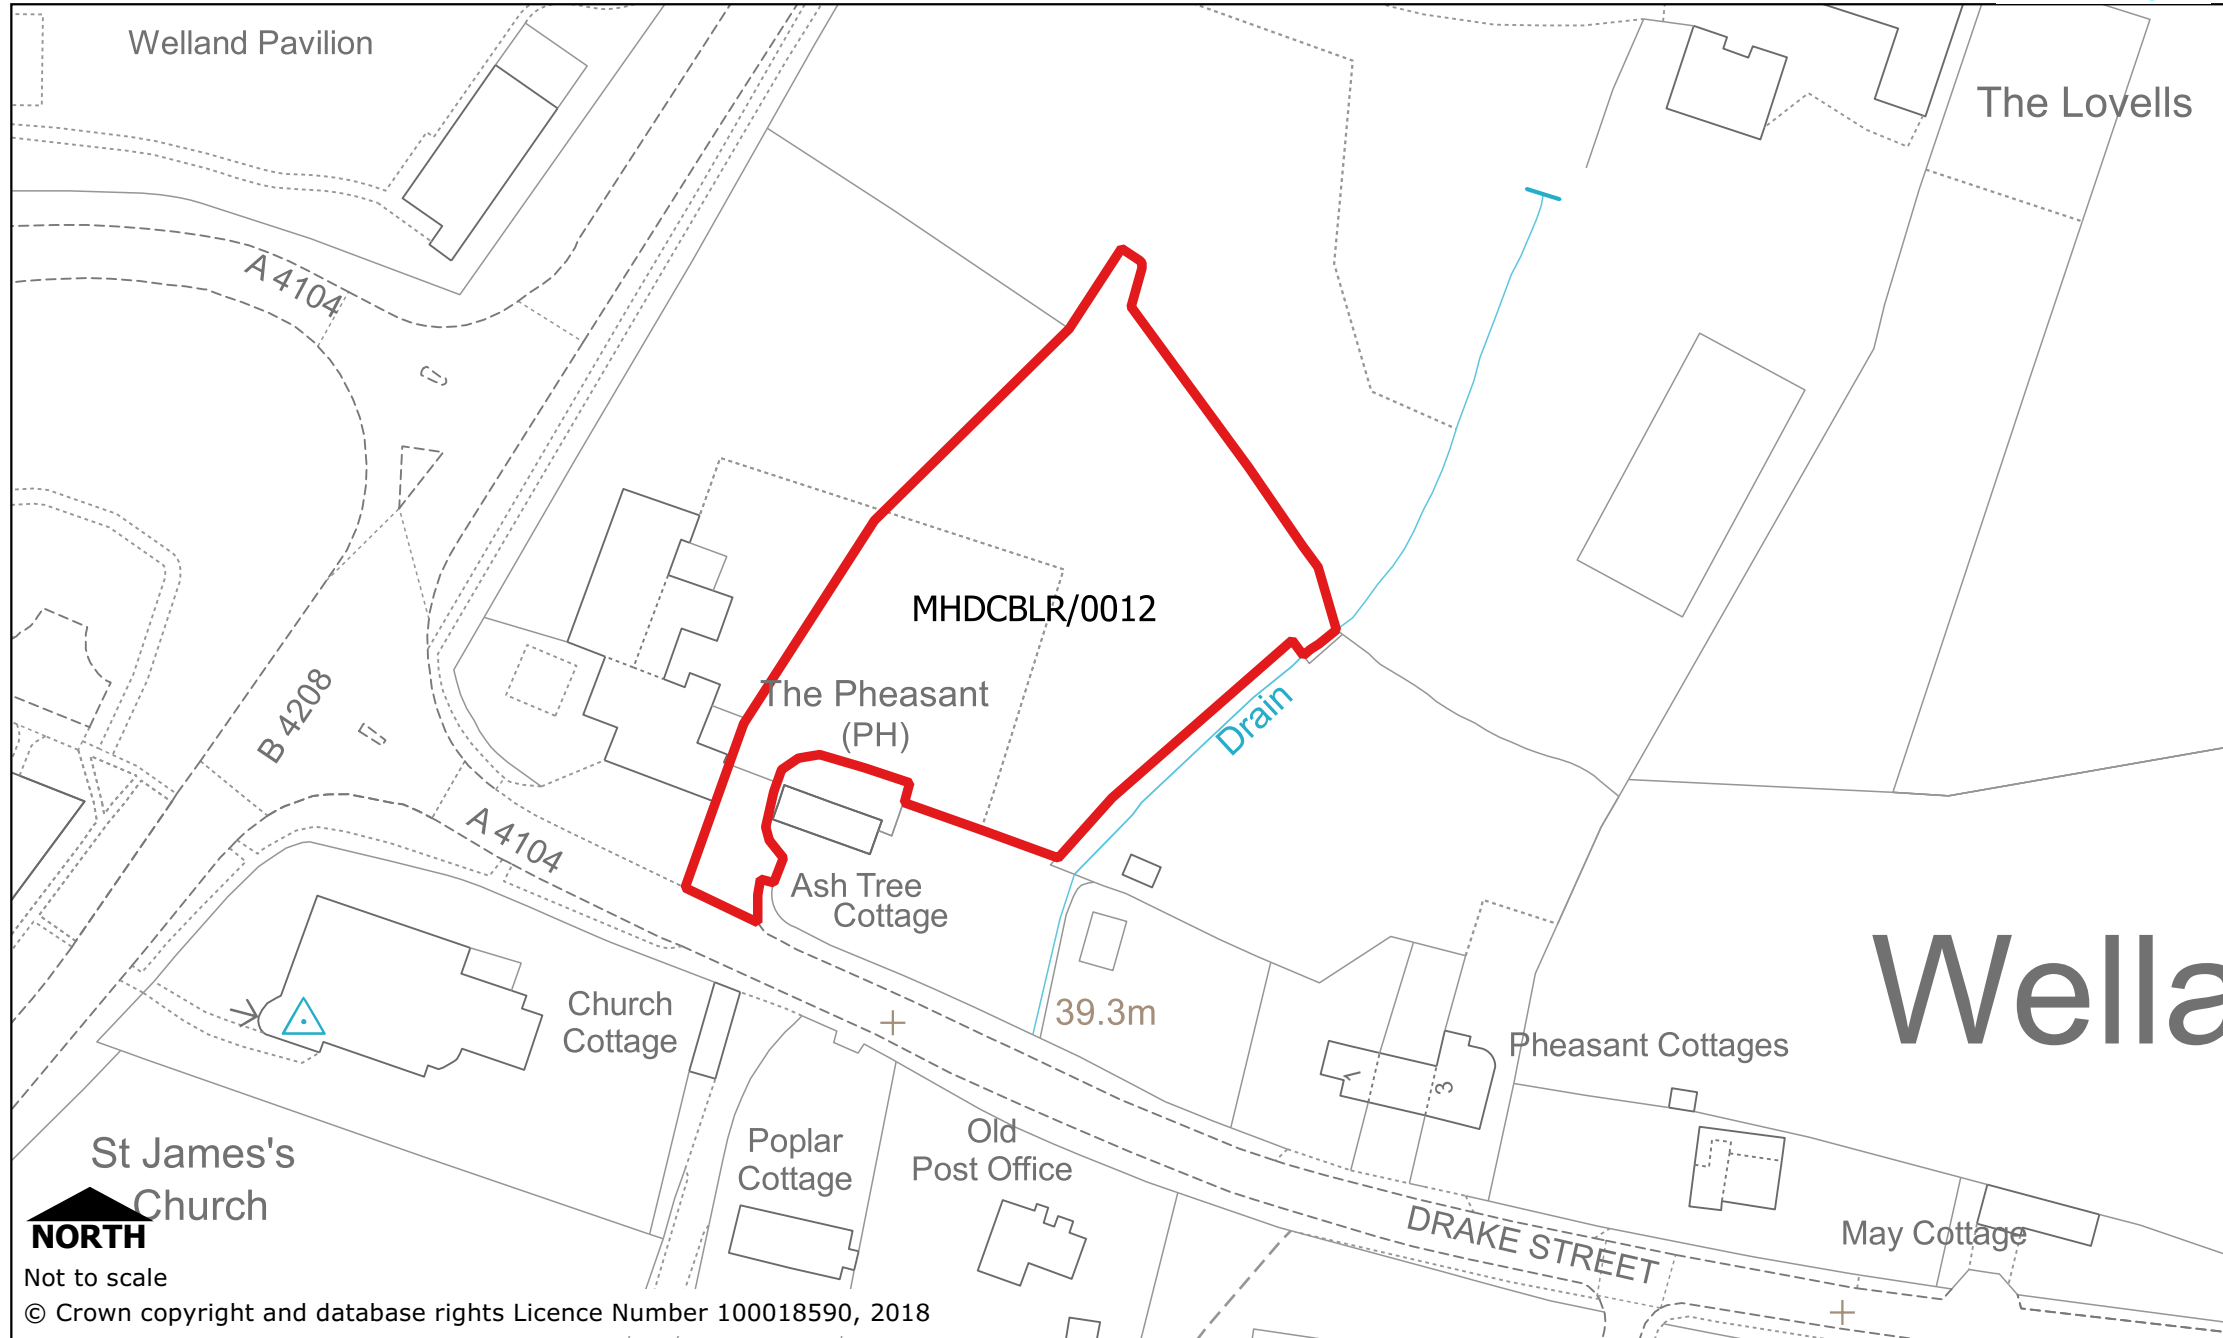 Welland Pavilion
The Lovells
A 4104
MHDCBLR/0012
The Pheasant
(PH)
B 4208
Drain
A 4104
Ash Tree
Cottage
Church
Cottage
39.3m
Wella
Pheasant Cottages
1
3
St James's
Church
Poplar
Cottage
Old
Post Office
DRAKE STREET
May Cottage
NORTH
Not to scale
© Crown copyright and database rights Licence Number 100018590, 2018